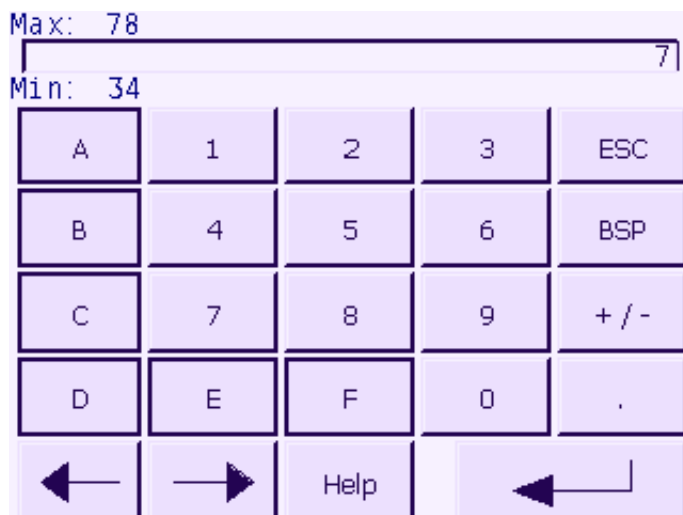 Max: 78
7
Min: 34
A 1 2 3 ESC
B 4 5 6 BSP
C 7 8 9 +/-
D E F 0 .
Help